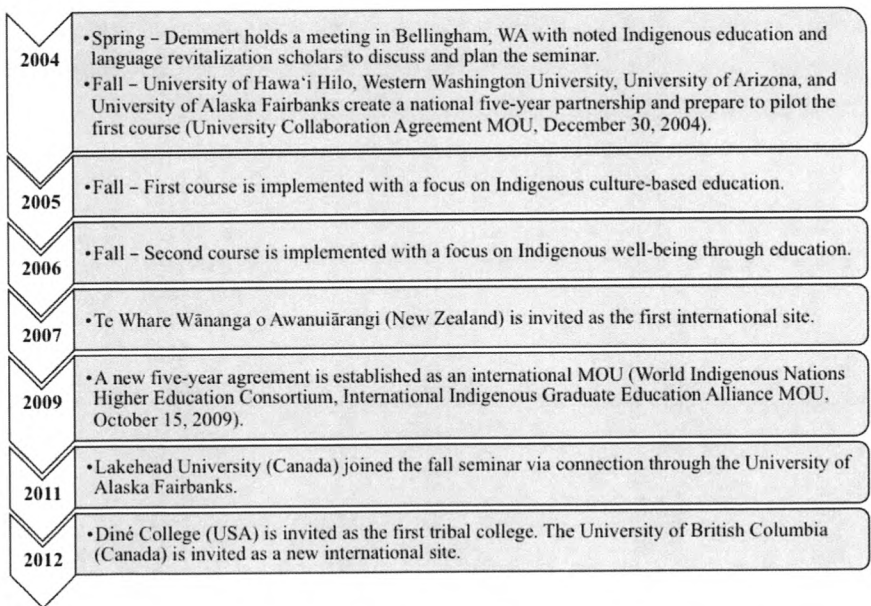 2004
•Spring – Demmert holds a meeting in Bellingham, WA with noted Indigenous education and
language revitalization scholars to discuss and plan the seminar.
•Fall – University of Hawaʻi Hilo, Western Washington University, University of Arizona, and
University of Alaska Fairbanks create a national five-year partnership and prepare to pilot the
first course (University Collaboration Agreement MOU, December 30, 2004).
2005
•Fall – First course is implemented with a focus on Indigenous culture-based education.
2006
•Fall – Second course is implemented with a focus on Indigenous well-being through education.
2007
•Te Whare Wānanga o Awanuiārangi (New Zealand) is invited as the first international site.
2009
•A new five-year agreement is established as an international MOU (World Indigenous Nations
Higher Education Consortium, International Indigenous Graduate Education Alliance MOU,
October 15, 2009).
2011
•Lakehead University (Canada) joined the fall seminar via connection through the University of
Alaska Fairbanks.
2012
•Diné College (USA) is invited as the first tribal college. The University of British Columbia
(Canada) is invited as a new international site.